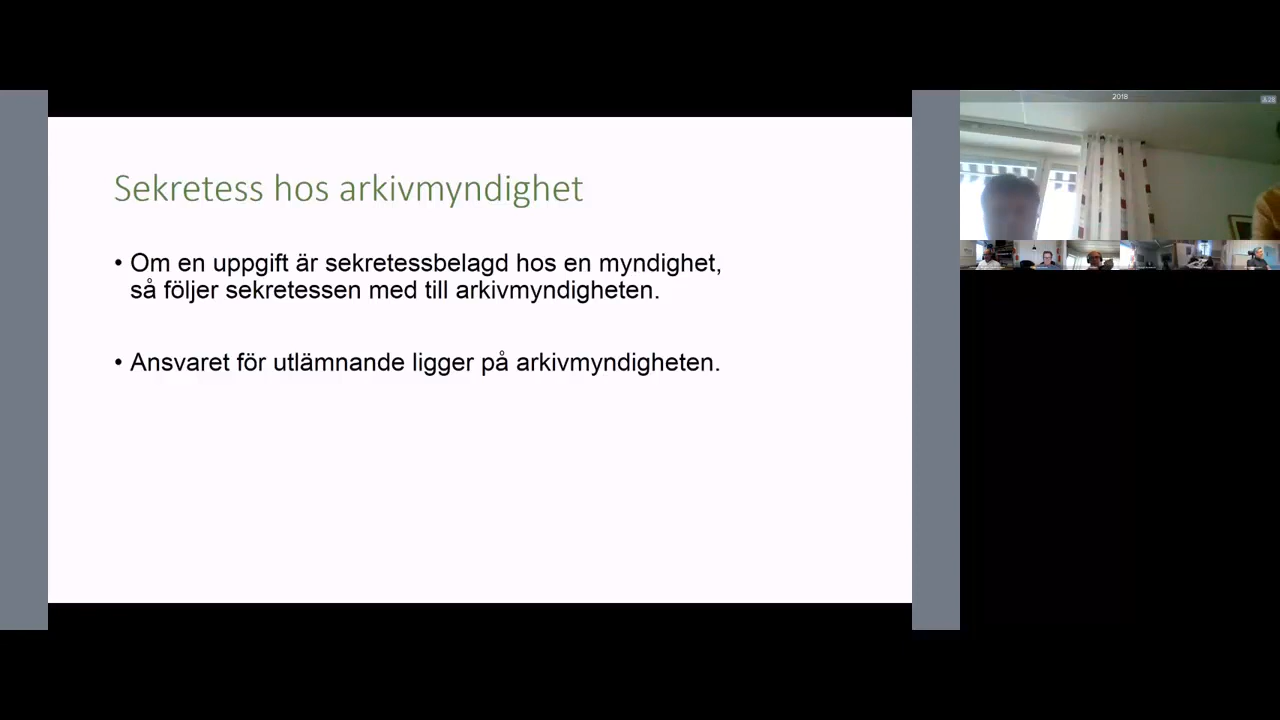 Sekretess hos arkivmyndighet
• Om en uppgift är sekretessbelagd hos en myndighet,
så följer sekretessen med till arkivmyndigheten.
• Ansvaret för utlämnande ligger på arkivmyndigheten.
2018